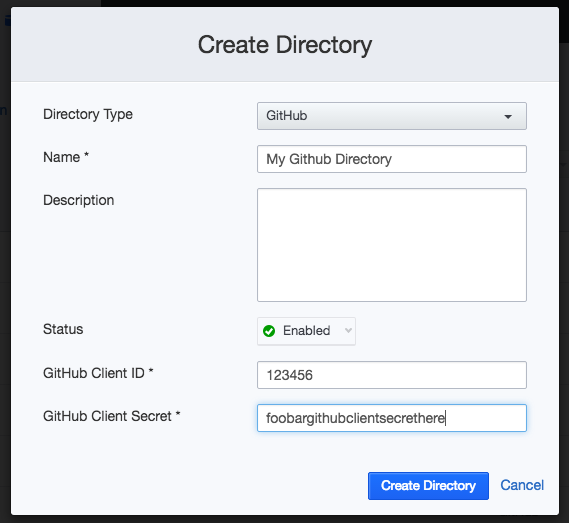 Create Directory
Directory Type GitHub
Name * My Github Directory
Description
Status Enabled
GitHub Client ID * 123456
GitHub Client Secret * foobargithubclientsecrethere
Create Directory Cancel